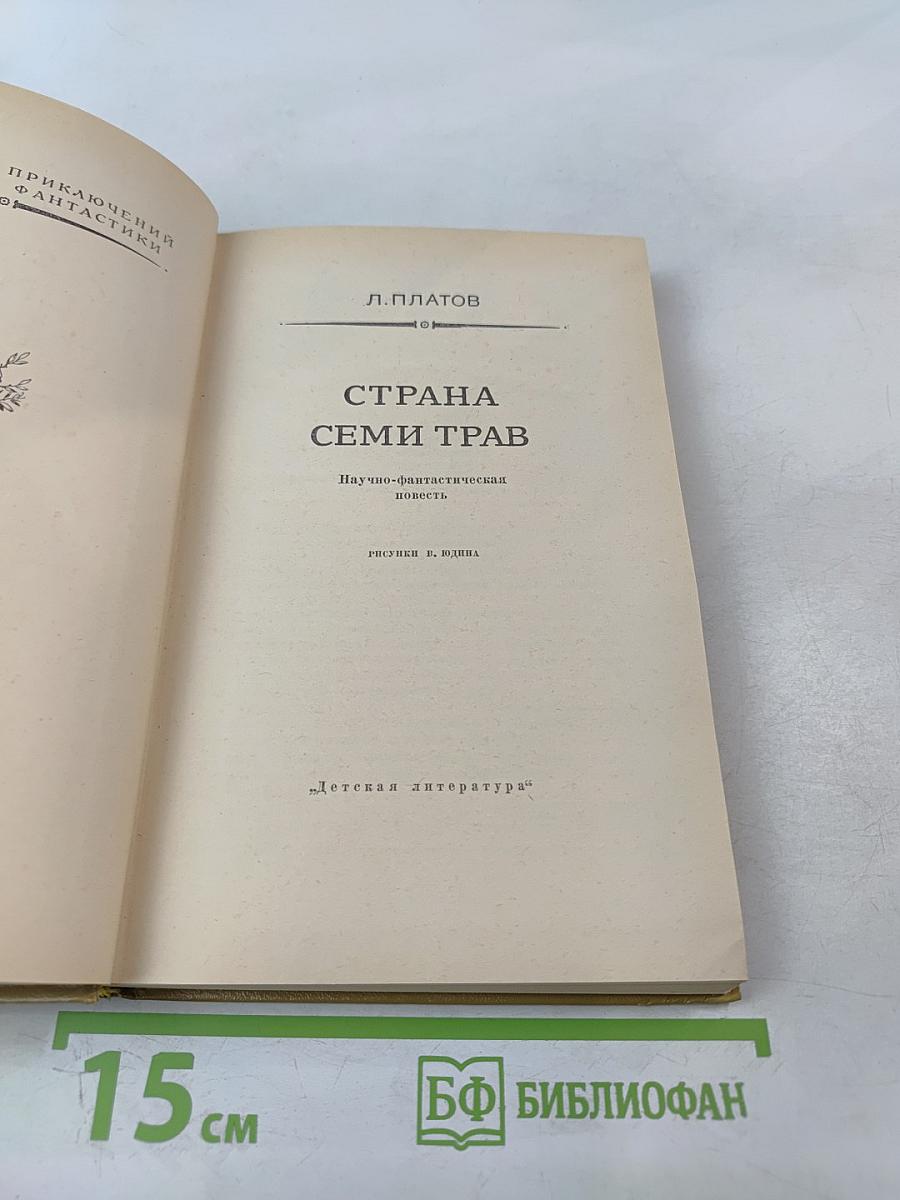 ПРИКЛЮЧЕНИЙ
ФАНТАСТИКИ
Л. ПЛАТОВ
СТРАНА
СЕМИ ТРАВ
Научно-фантастическая
повесть
РИСУНКИ В. ЮДИНА
„Детская литература“
15 см
БФ БИБЛИОФАН